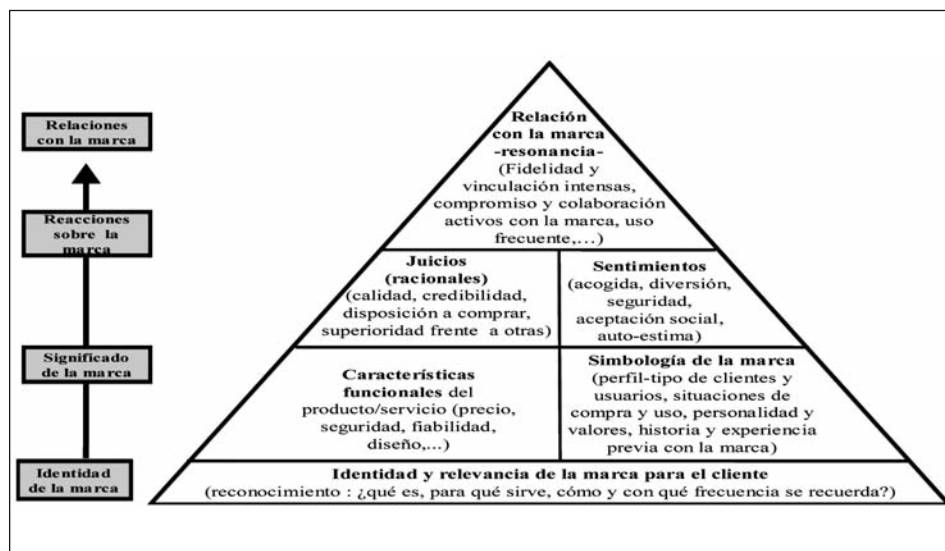 Relaciones
con la marca
Reacciones
sobre la
marca
Significado
de la marca
Identidad
de la marca
Relación
con la marca
-resonancia-
(Fidelidad y
vinculación intensas,
compromiso y colaboración
activos con la marca, uso
frecuente,...)
Juicios
(racionales)
(calidad, credibilidad,
disposición a comprar,
superioridad frente a otras)
Sentimientos
(acogida, diversión,
seguridad,
aceptación social,
auto-estima)
Características
funcionales del
producto/servicio (precio,
seguridad, fiabilidad,
diseño,...)
Simbología de la marca
(perfil-tipo de clientes y
usuarios, situaciones de
compra y uso, personalidad y
valores, historia y experiencia
previa con la marca)
Identidad y relevancia de la marca para el cliente
(reconocimiento : ¿qué es, para qué sirve, cómo y con qué frecuencia se recuerda?)